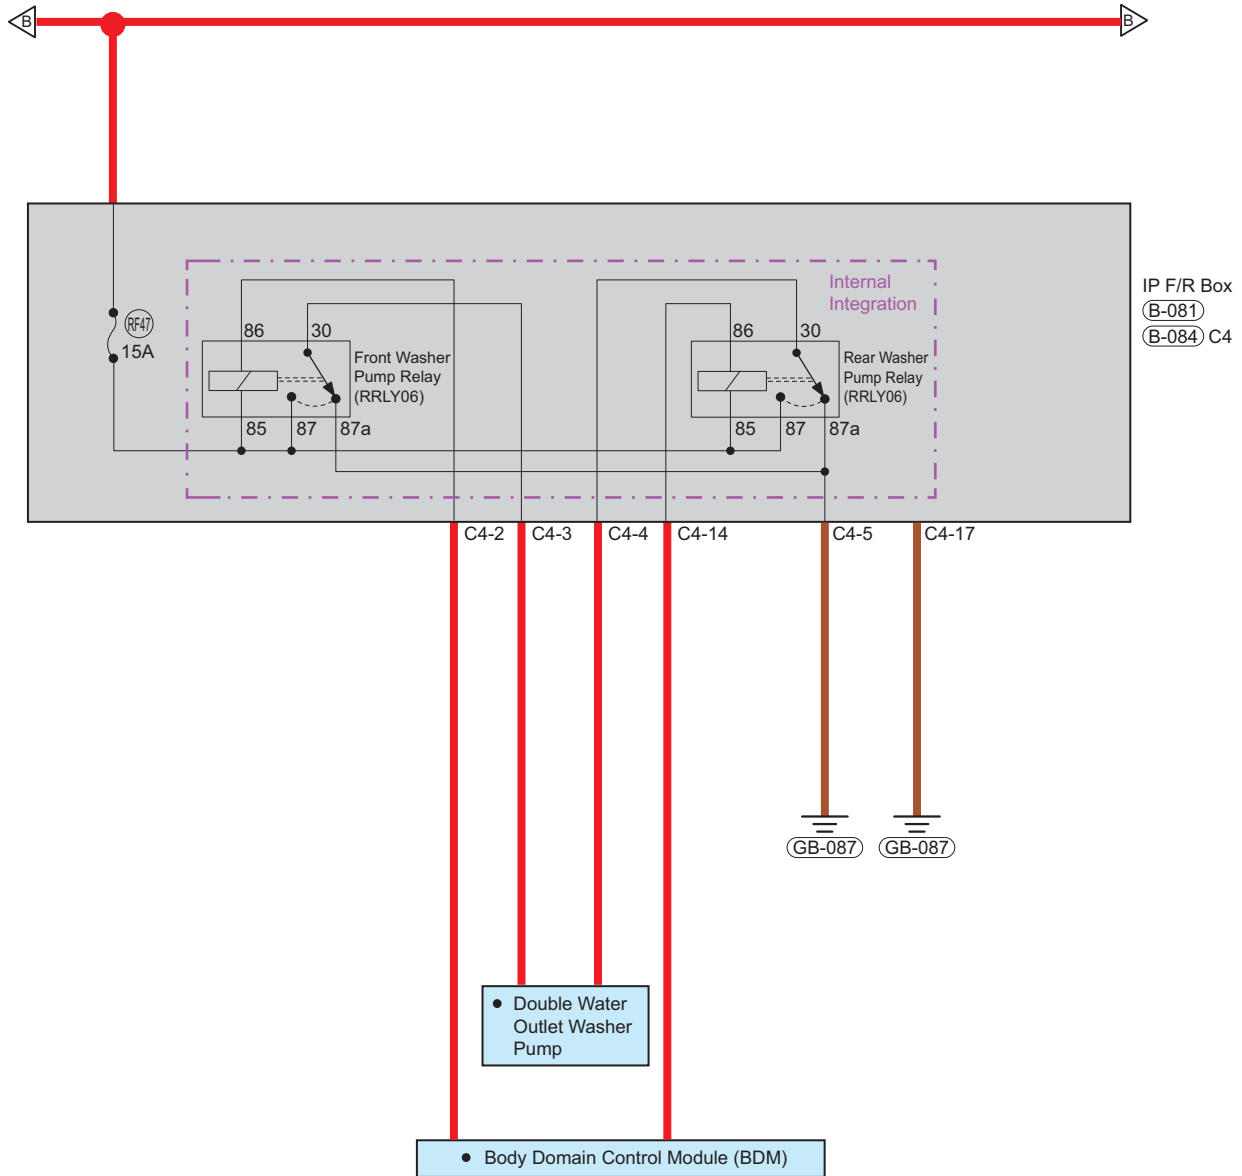 B
B
Internal
Integration
IP F/R Box
B-081
B-084 C4
RF47
15A
86 30
Front Washer
Pump Relay
(RRLY06)
85 87 87a
86 30
Rear Washer
Pump Relay
(RRLY06)
85 87 87a
C4-2 C4-3 C4-4 C4-14 C4-5 C4-17
GB-087 GB-087
• Double Water
Outlet Washer
Pump
• Body Domain Control Module (BDM)